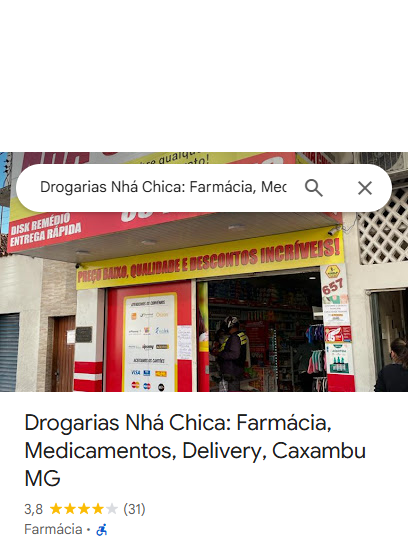 Drogarias Nhá Chica: Farmácia, Med
DISK REMÉDIO
ENTREGA RÁPIDA
PREÇO BAIXO, QUALIDADE E DESCONTOS INCRÍVEIS!
657
VISA
Drogarias Nhá Chica: Farmácia,
Medicamentos, Delivery, Caxambu
MG
3,8 (31)
Farmácia ·